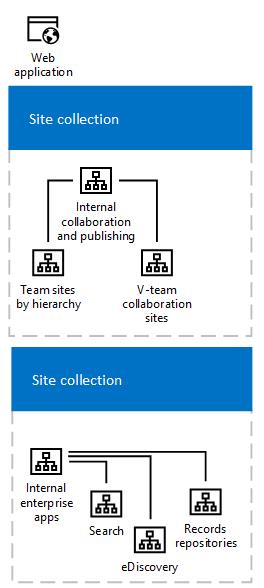 Web
application
Site collection
Internal
collaboration
and publishing
Team sites
by hierarchy
V-team
collaboration
sites
Site collection
Internal
enterprise
apps
Search
eDiscovery
Records
repositories